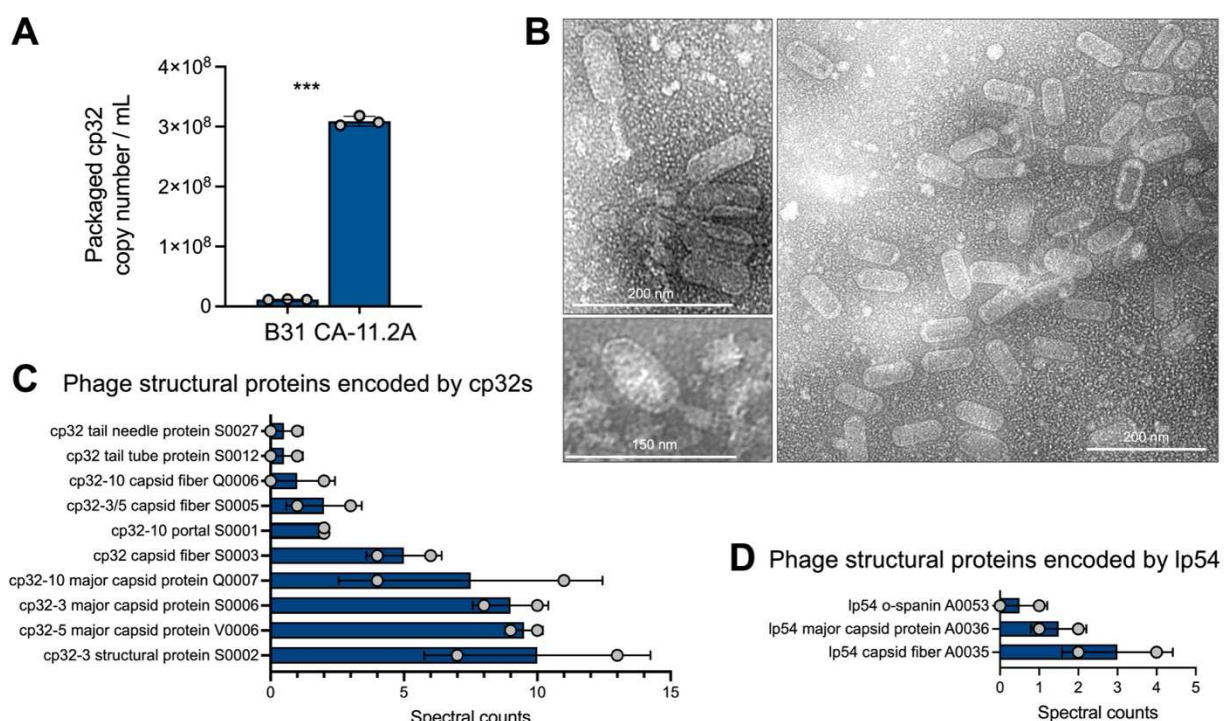 A
Packaged cp32
copy number / mL
4×10⁸
3×10⁸
2×10⁸
1×10⁸
0
***
B31 CA-11.2A
B
200 nm
150 nm
200 nm
C Phage structural proteins encoded by cp32s
cp32 tail needle protein S0027
cp32 tail tube protein S0012
cp32-10 capsid fiber Q0006
cp32-3/5 capsid fiber S0005
cp32-10 portal S0001
cp32 capsid fiber S0003
cp32-10 major capsid protein Q0007
cp32-3 major capsid protein S0006
cp32-5 major capsid protein V0006
cp32-3 structural protein S0002
0 5 10 15
Spectral counts
D Phage structural proteins encoded by lp54
lp54 o-spanin A0053
lp54 major capsid protein A0036
lp54 capsid fiber A0035
0 1 2 3 4 5
Spectral counts